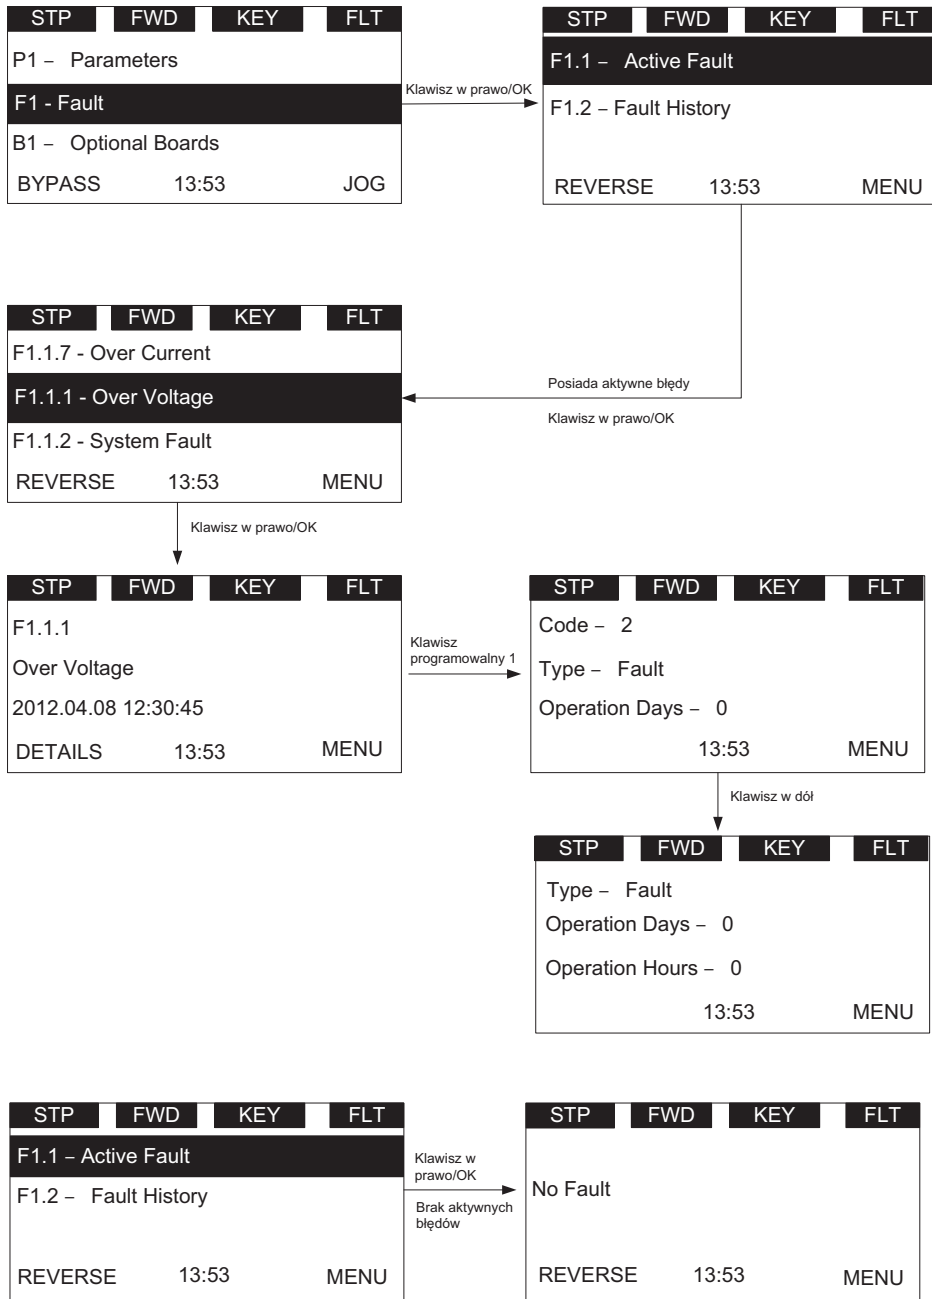 STP FWD KEY FLT
P1 – Parameters
F1 - Fault
B1 – Optional Boards
BYPASS 13:53 JOG
Klawisz w prawo/OK
STP FWD KEY FLT
F1.1 – Active Fault
F1.2 – Fault History
REVERSE 13:53 MENU
Posiada aktywne błędy
Klawisz w prawo/OK
STP FWD KEY FLT
F1.1.7 - Over Current
F1.1.1 - Over Voltage
F1.1.2 - System Fault
REVERSE 13:53 MENU
Klawisz w prawo/OK
STP FWD KEY FLT
F1.1.1
Over Voltage
2012.04.08 12:30:45
DETAILS 13:53 MENU
Klawisz
programowalny 1
STP FWD KEY FLT
Code – 2
Type – Fault
Operation Days – 0
13:53 MENU
Klawisz w dół
STP FWD KEY FLT
Type – Fault
Operation Days – 0
Operation Hours – 0
13:53 MENU
STP FWD KEY FLT
F1.1 – Active Fault
F1.2 – Fault History
REVERSE 13:53 MENU
Klawisz w
prawo/OK
Brak aktywnych
błędów
STP FWD KEY FLT
No Fault
REVERSE 13:53 MENU